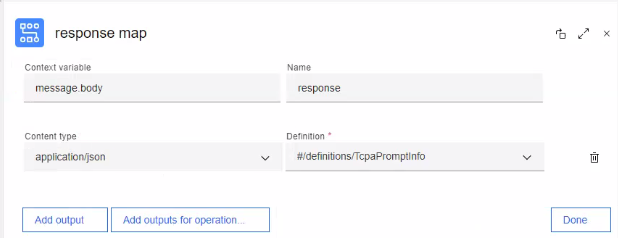 response map
Context variable
Name
message.body
response
Content type
Definition *
application/json
#/definitions/TcpaPromptInfo
Add output
Add outputs for operation...
Done